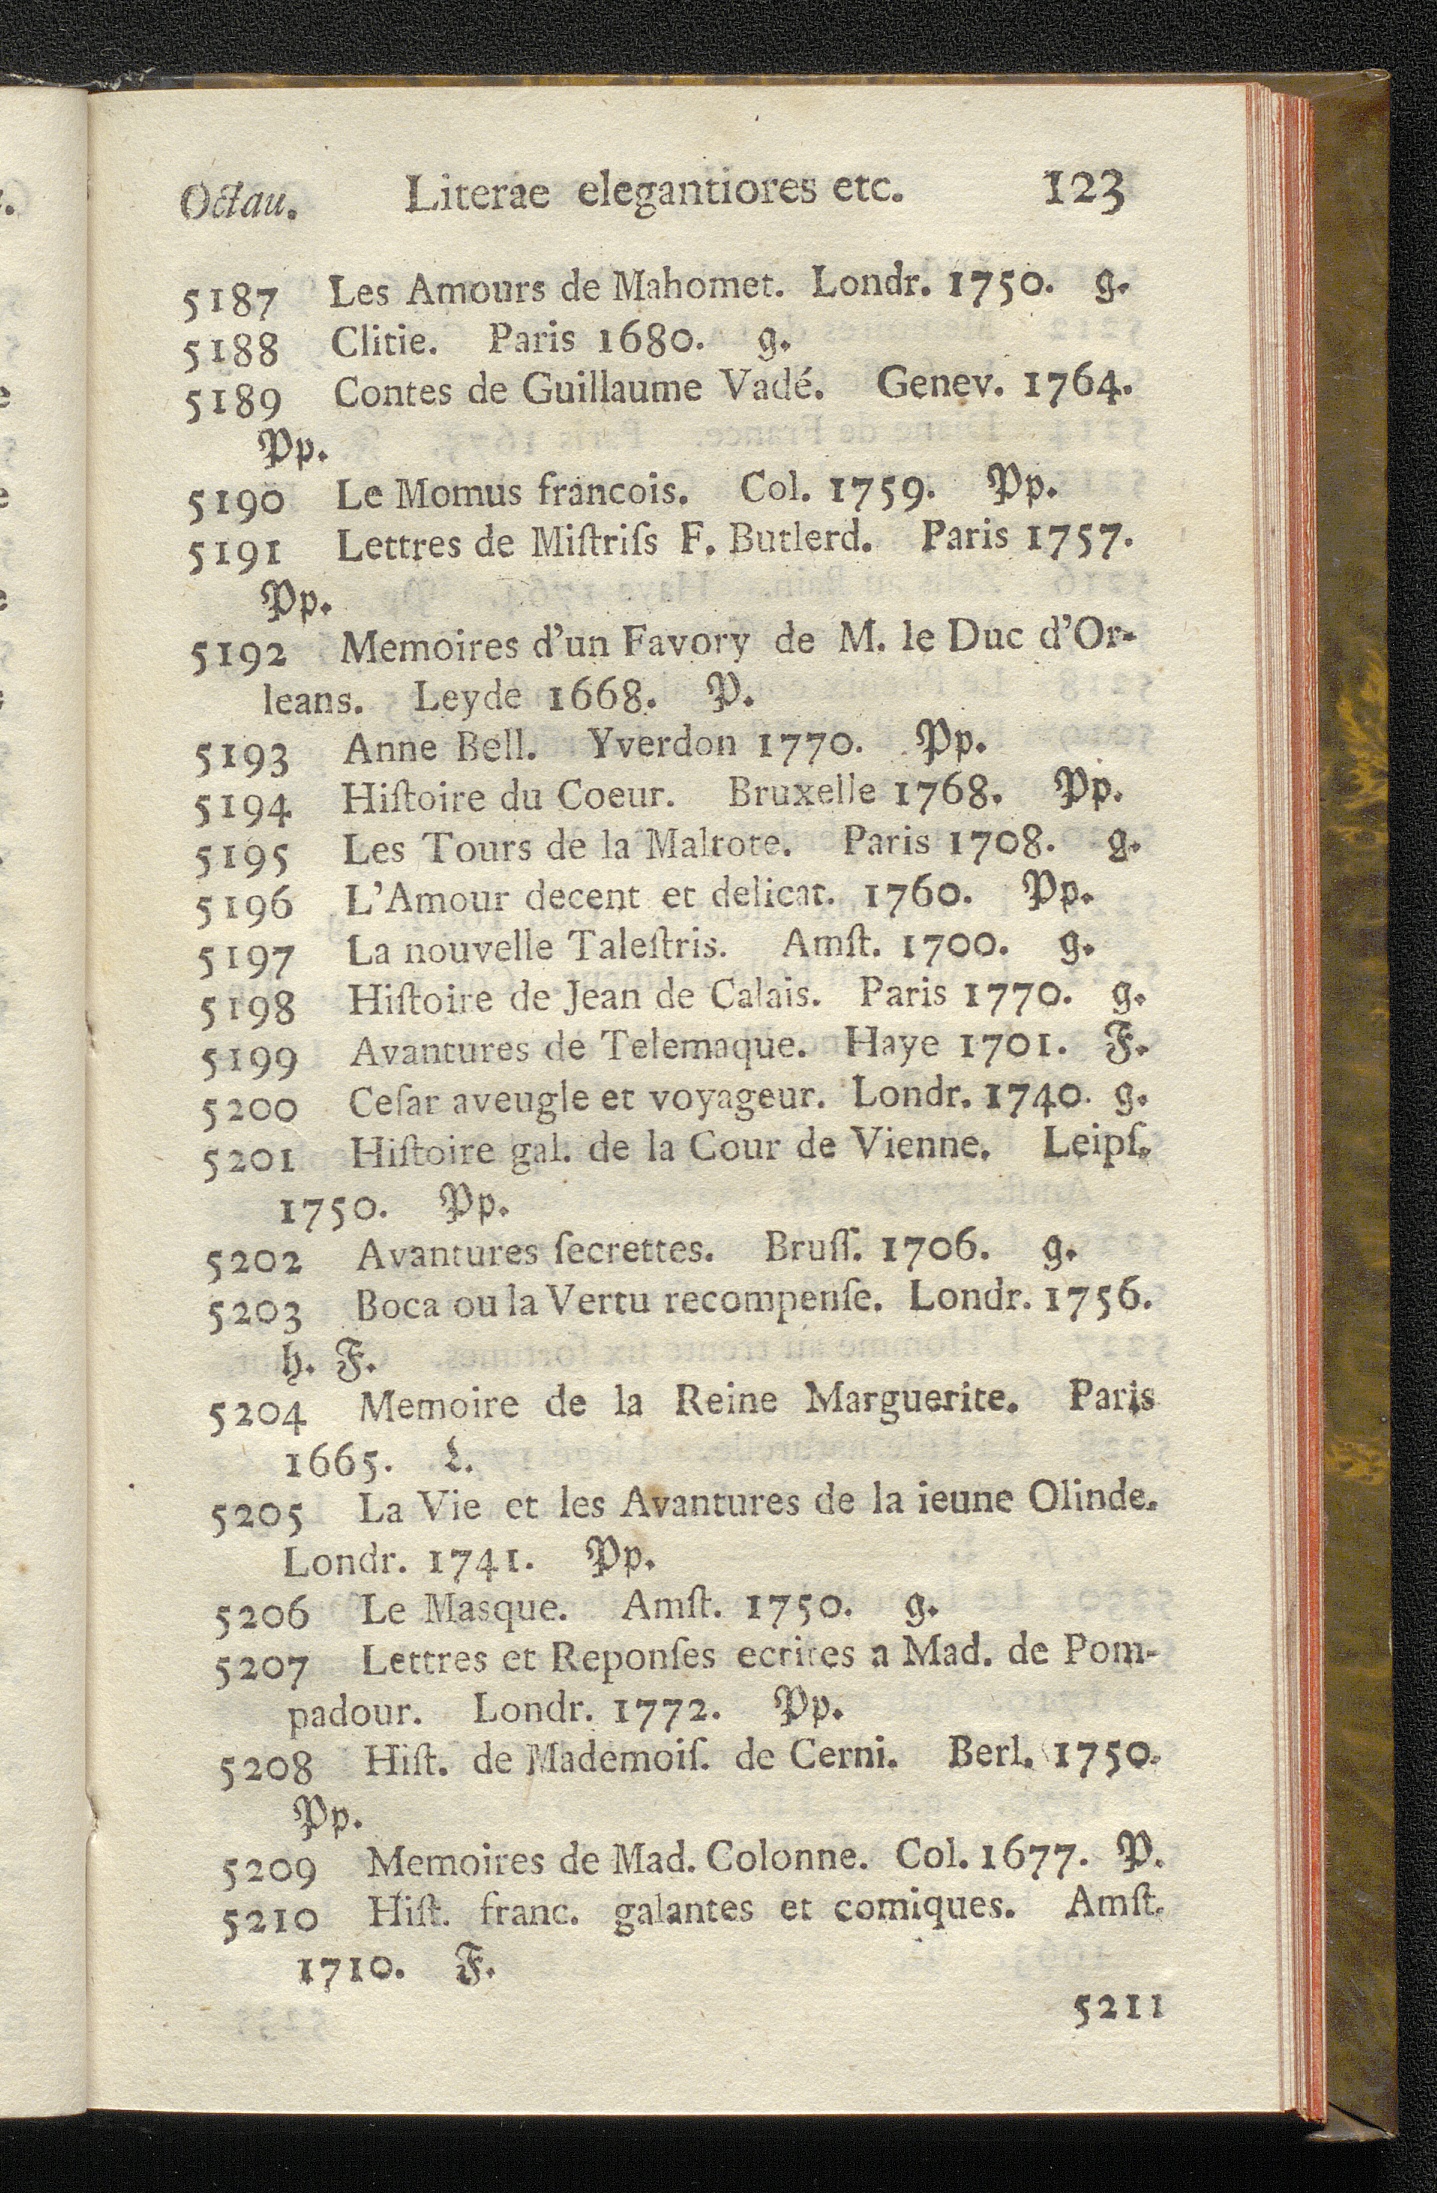 Octau. Literae elegantiores etc. 123
5187 Les Amours de Mahomet. Londr. 1750. g.
5188 Clitie. Paris 1680. g.
5189 Contes de Guillaume Vadé. Genev. 1764.
Pp.
5190 Le Momus francois. Col. 1759. Pp.
5191 Lettres de Miſtriſs F. Butlerd. Paris 1757.
Pp.
5192 Memoires d'un Favory de M. le Duc d'Or-
leans. Leyde 1668. P.
5193 Anne Bell. Yverdon 1770. Pp.
5194 Hiſtoire du Coeur. Bruxelle 1768. Pp.
5195 Les Tours de la Maltote. Paris 1708. g.
5196 L'Amour decent et delicat. 1760. Pp.
5197 La nouvelle Taleſtris. Amſt. 1700. g.
5198 Hiſtoire de Jean de Calais. Paris 1770. g.
5199 Avantures de Telemaque. Haye 1701. F.
5200 Ceſar aveugle et voyageur. Londr. 1740. g.
5201 Hiſtoire gal. de la Cour de Vienne. Leipſ.
1750. Pp.
5202 Avantures ſecrettes. Bruſſ. 1706. g.
5203 Boca ou la Vertu recompenſe. Londr. 1756.
h. F.
5204 Memoire de la Reine Marguerite. Paris
1665. L.
5205 La Vie et les Avantures de la ieune Olinde.
Londr. 1741. Pp.
5206 Le Masque. Amſt. 1750. g.
5207 Lettres et Reponſes ecrites a Mad. de Pom-
padour. Londr. 1772. Pp.
5208 Hiſt. de Mademoiſ. de Cerni. Berl. 1750.
Pp.
5209 Memoires de Mad. Colonne. Col. 1677. P.
5210 Hiſt. franc. galantes et comiques. Amſt.
1710. F.
5211